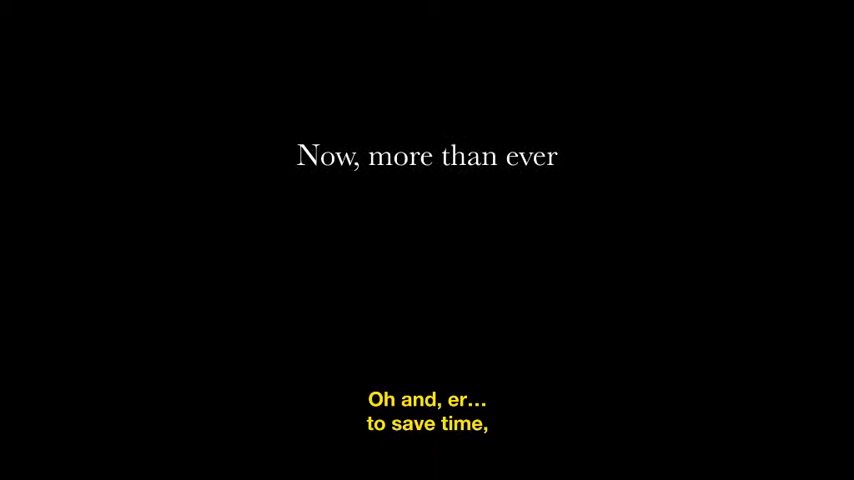 Now, more than ever
Oh and, er...
to save time,